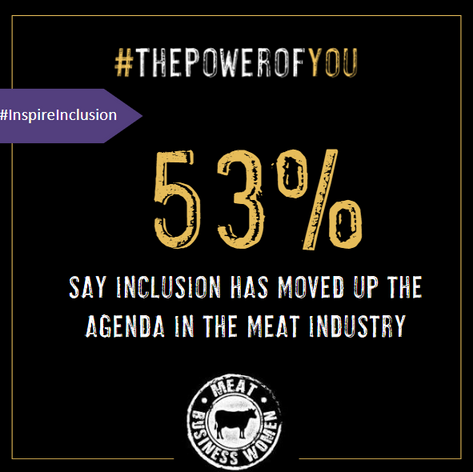 #THEPOWEROFYOU
#InspireInclusion
53%
SAY INCLUSION HAS MOVED UP THE
AGENDA IN THE MEAT INDUSTRY
MEAT
BUSINESS WOMEN